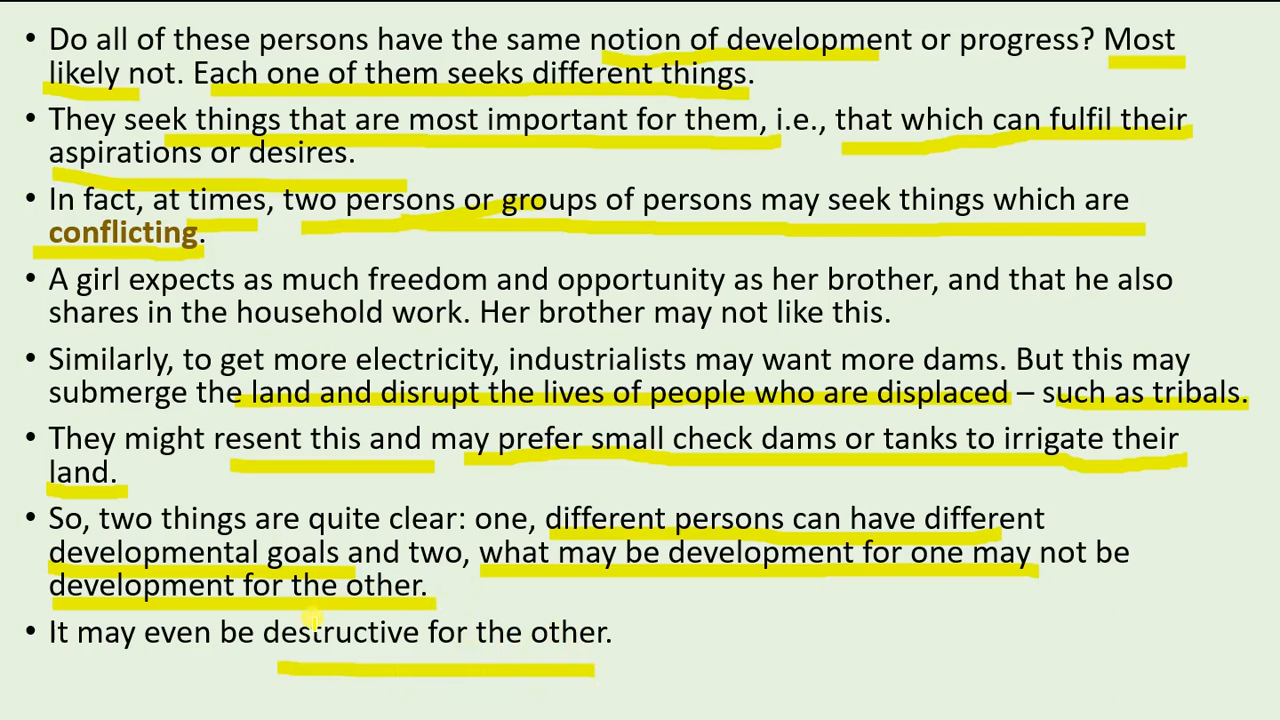 • Do all of these persons have the same notion of development or progress? Most
likely not. Each one of them seeks different things.
• They seek things that are most important for them, i.e., that which can fulfil their
aspirations or desires.
• In fact, at times, two persons or groups of persons may seek things which are
conflicting.
• A girl expects as much freedom and opportunity as her brother, and that he also
shares in the household work. Her brother may not like this.
• Similarly, to get more electricity, industrialists may want more dams. But this may
submerge the land and disrupt the lives of people who are displaced – such as tribals.
• They might resent this and may prefer small check dams or tanks to irrigate their
land.
• So, two things are quite clear: one, different persons can have different
developmental goals and two, what may be development for one may not be
development for the other.
• It may even be destructive for the other.